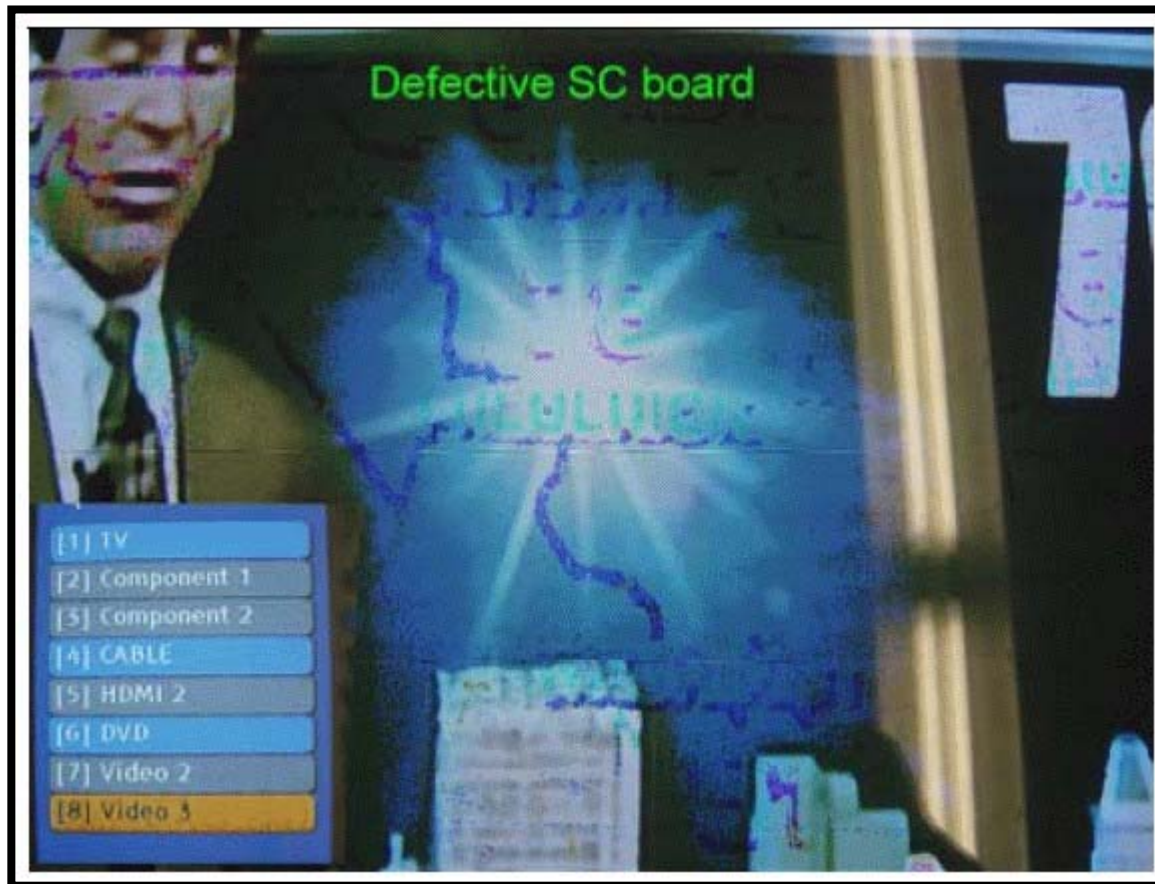 Defective SC board
[1] TV
[2] Component 1
[3] Component 2
[4] CABLE
[5] HDMI 2
[6] DVD
[7] Video 2
[8] Video 3
7